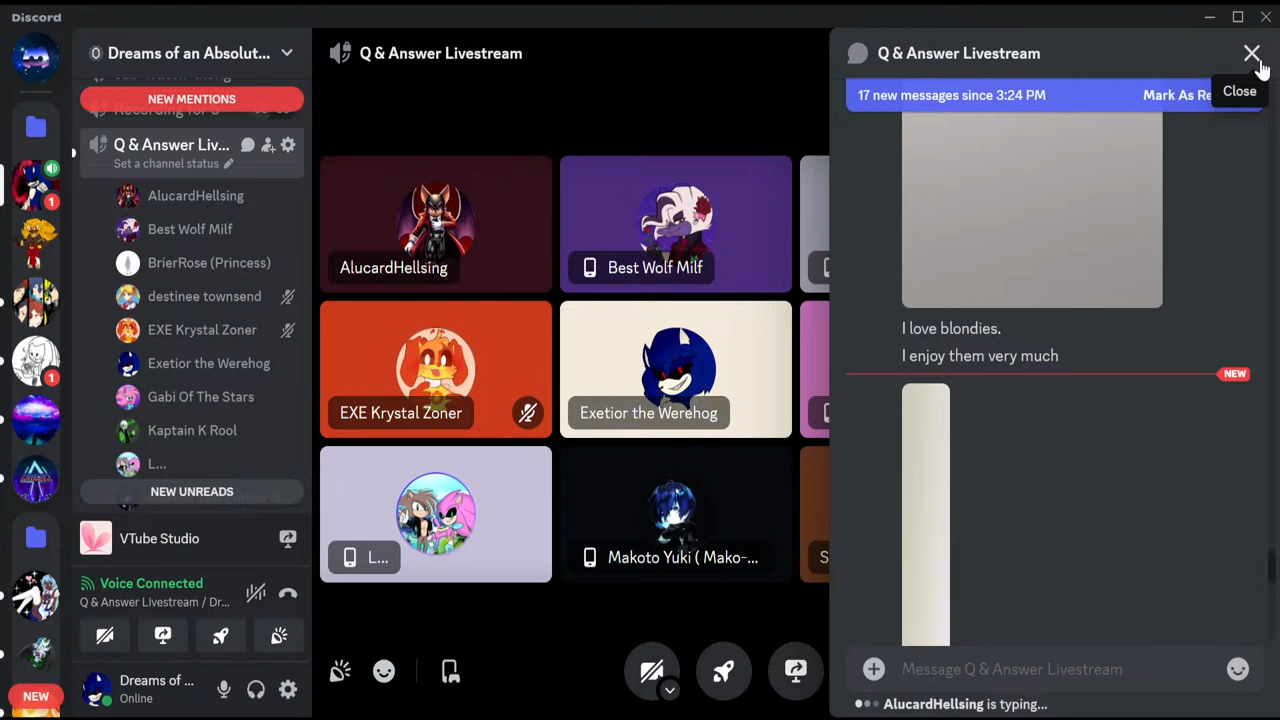 Discord
Dreams of an Absolut...
NEW MENTIONS
Q & Answer Liv...
Set a channel status
AlucardHellsing
Best Wolf Milf
BrierRose (Princess)
destinee townsend
EXE Krystal Zoner
Exetior the Werehog
Gabi Of The Stars
Kaptain K Rool
L...
NEW UNREADS
VTube Studio
Voice Connected
Q & Answer Livestream / Dr...
Dreams of ...
Online
NEW
1
1
Q & Answer Livestream
AlucardHellsing
Best Wolf Milf
EXE Krystal Zoner
Exetior the Werehog
L...
Makoto Yuki ( Mako-...
S
Q & Answer Livestream
17 new messages since 3:24 PM
Mark As Re
Close
I love blondies.
I enjoy them very much
NEW
Message Q & Answer Livestream
AlucardHellsing is typing...